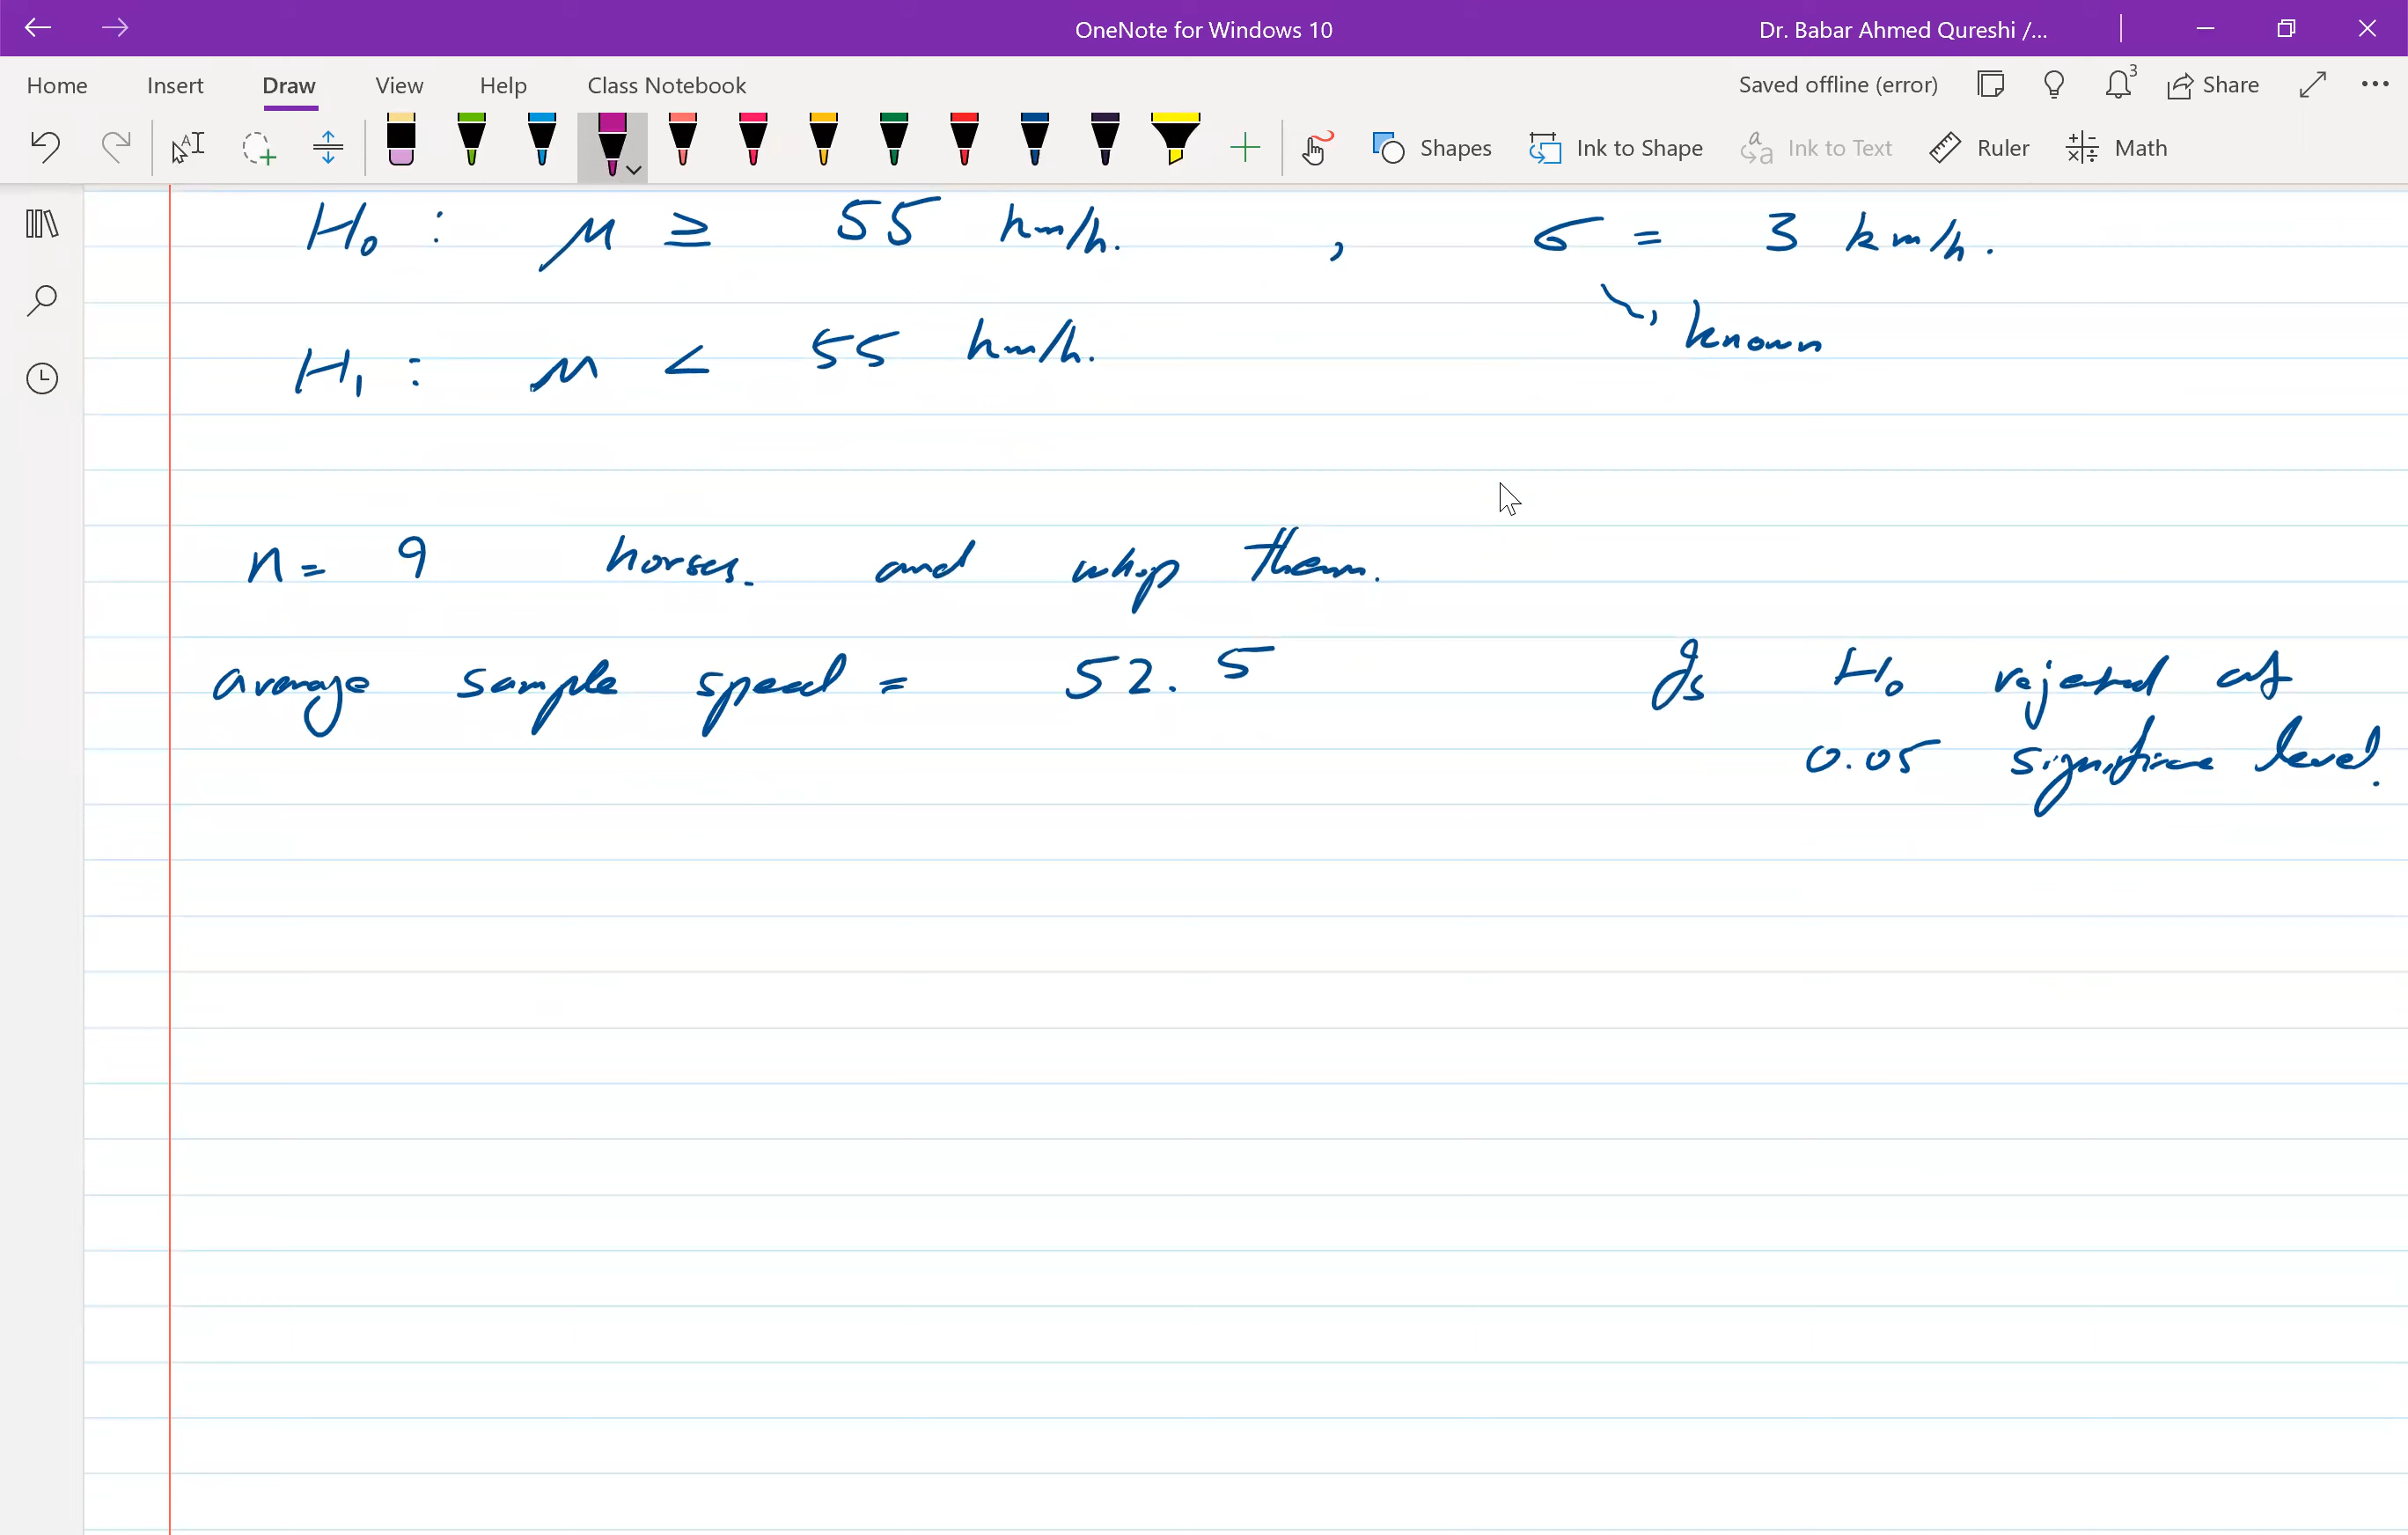 OneNote for Windows 10
Dr. Babar Ahmed Qureshi /...
Home Insert Draw View Help Class Notebook
Saved offline (error) 3 Share
Shapes Ink to Shape Ink to Text Ruler Math
H₀ : μ ≥ 55 km/h. , σ = 3 km/h.
known
H₁ : μ < 55 km/h.
n = 9 horses. and whip them.
average sample speed = 52.5 Is H₀ rejected at
0.05 significance level.